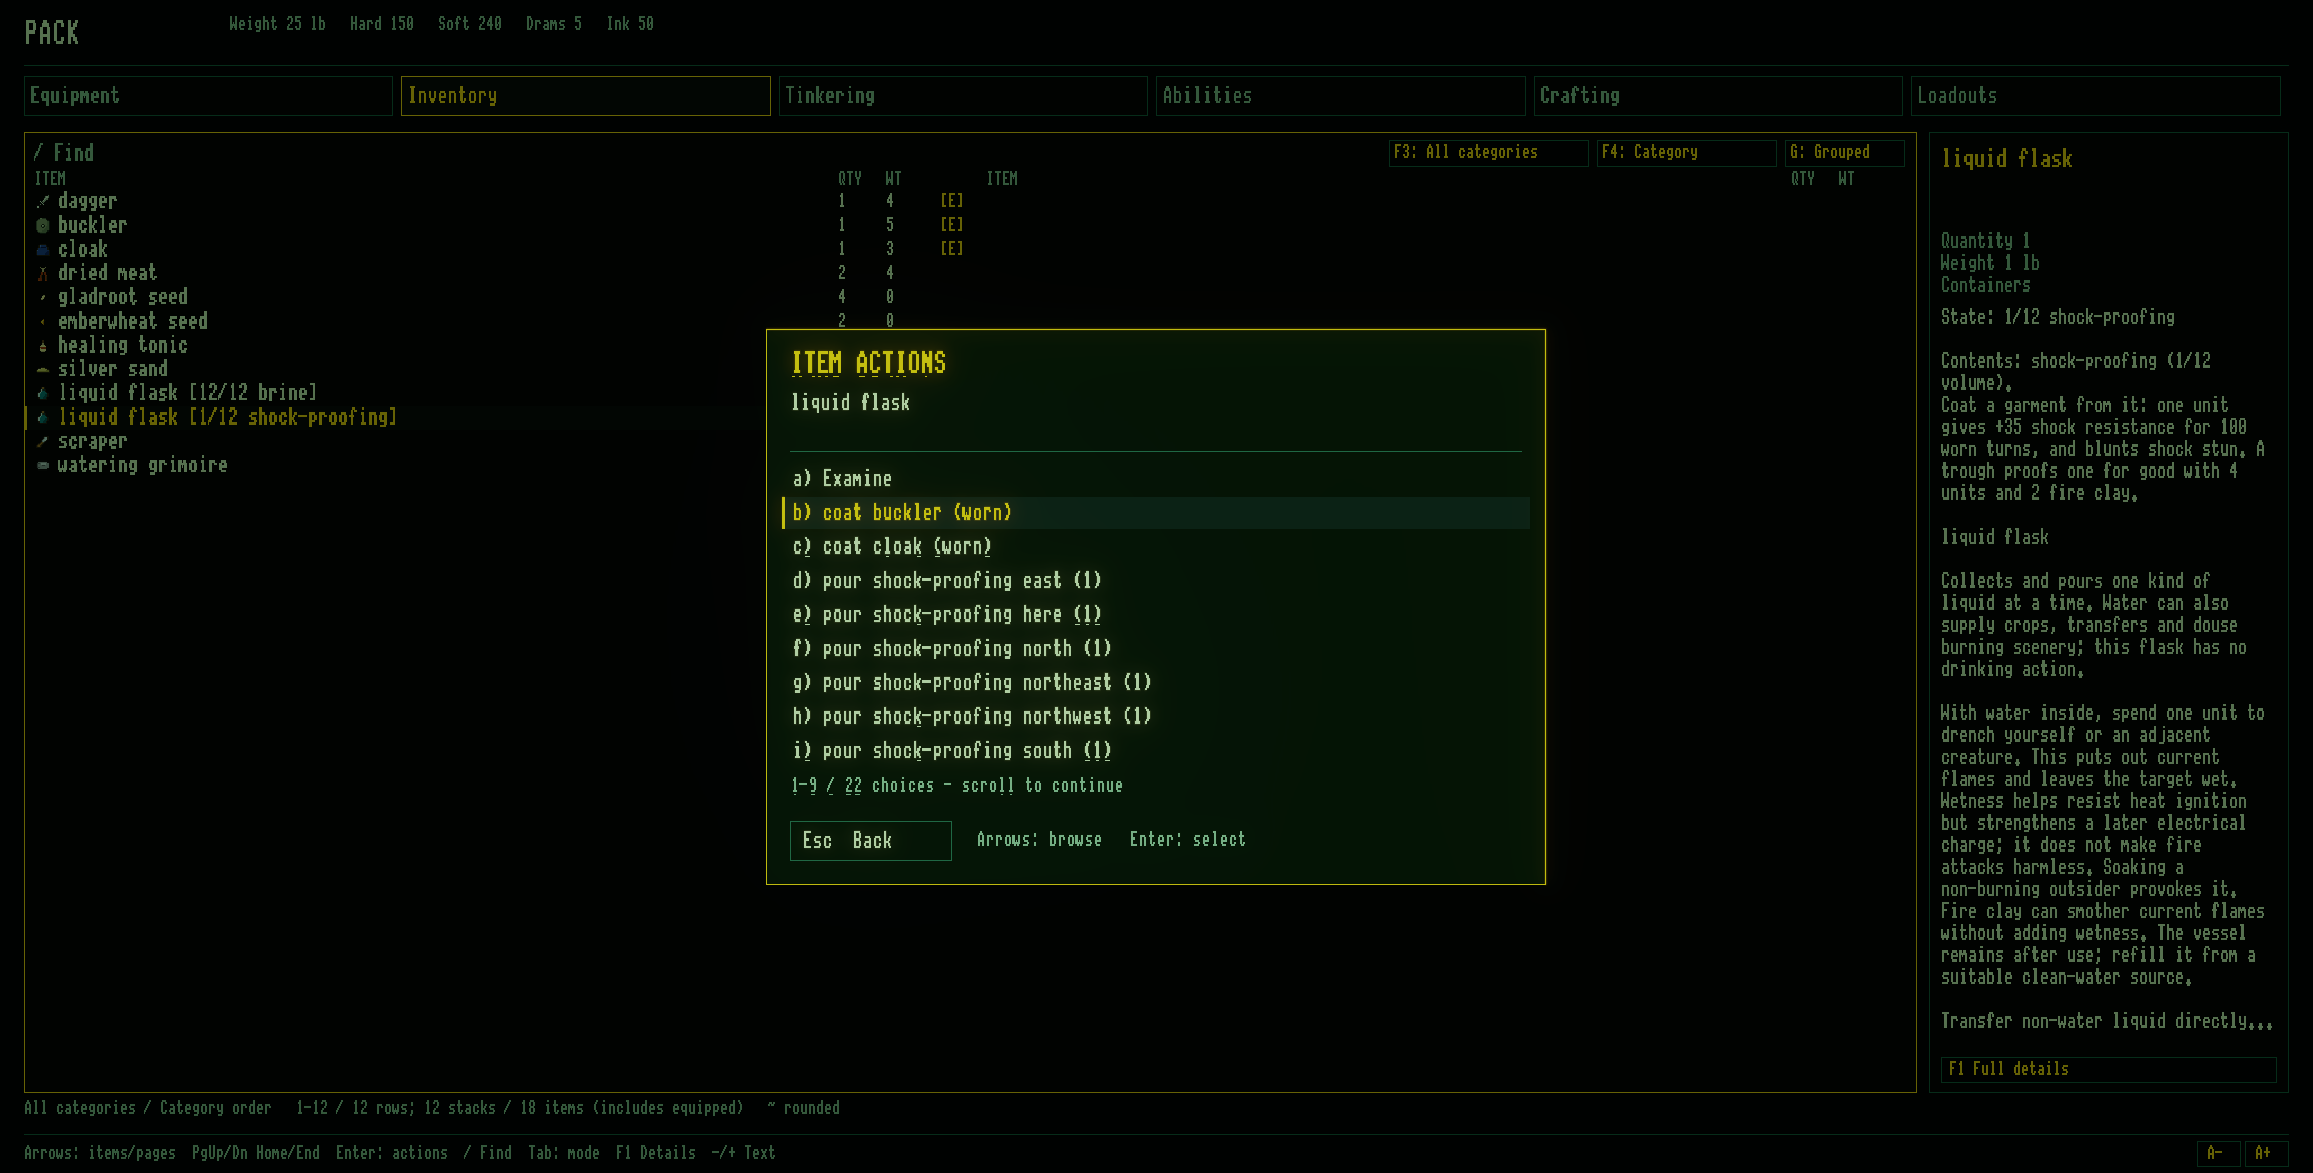 PACK
Weight 25 lb Hard 150 Soft 240 Drams 5 Ink 50
Equipment
Inventory
Tinkering
Abilities
Crafting
Loadouts
/ Find
F3: All categories
F4: Category
G: Grouped
ITEM QTY WT ITEM QTY WT
dagger 1 4 [E]
buckler 1 5 [E]
cloak 1 3 [E]
dried meat 2 4
gladroot seed 4 0
emberwheat seed 2 0
healing tonic
silver sand
liquid flask [12/12 brine]
liquid flask [1/12 shock-proofing]
scraper
watering grimoire
ITEM ACTIONS
liquid flask
a) Examine
b) coat buckler (worn)
c) coat cloak (worn)
d) pour shock-proofing east (1)
e) pour shock-proofing here (1)
f) pour shock-proofing north (1)
g) pour shock-proofing northeast (1)
h) pour shock-proofing northwest (1)
i) pour shock-proofing south (1)
1-9 / 22 choices - scroll to continue
Esc Back
Arrows: browse Enter: select
liquid flask
Quantity 1
Weight 1 lb
Containers
State: 1/12 shock-proofing
Contents: shock-proofing (1/12
volume).
Coat a garment from it: one unit
gives +35 shock resistance for 100
worn turns, and blunts shock stun. A
trough proofs one for good with 4
units and 2 fire clay.
liquid flask
Collects and pours one kind of
liquid at a time. Water can also
supply crops, transfers and douse
burning scenery; this flask has no
drinking action.
With water inside, spend one unit to
drench yourself or an adjacent
creature. This puts out current
flames and leaves the target wet.
Wetness helps resist heat ignition
but strengthens a later electrical
charge; it does not make fire
attacks harmless. Soaking a
non-burning outsider provokes it.
Fire clay can smother current flames
without adding wetness. The vessel
remains after use; refill it from a
suitable clean-water source.
Transfer non-water liquid directly...
F1 Full details
All categories / Category order 1-12 / 12 rows; 12 stacks / 18 items (includes equipped) ~ rounded
Arrows: items/pages PgUp/Dn Home/End Enter: actions / Find Tab: mode F1 Details -/+ Text
A-
A+